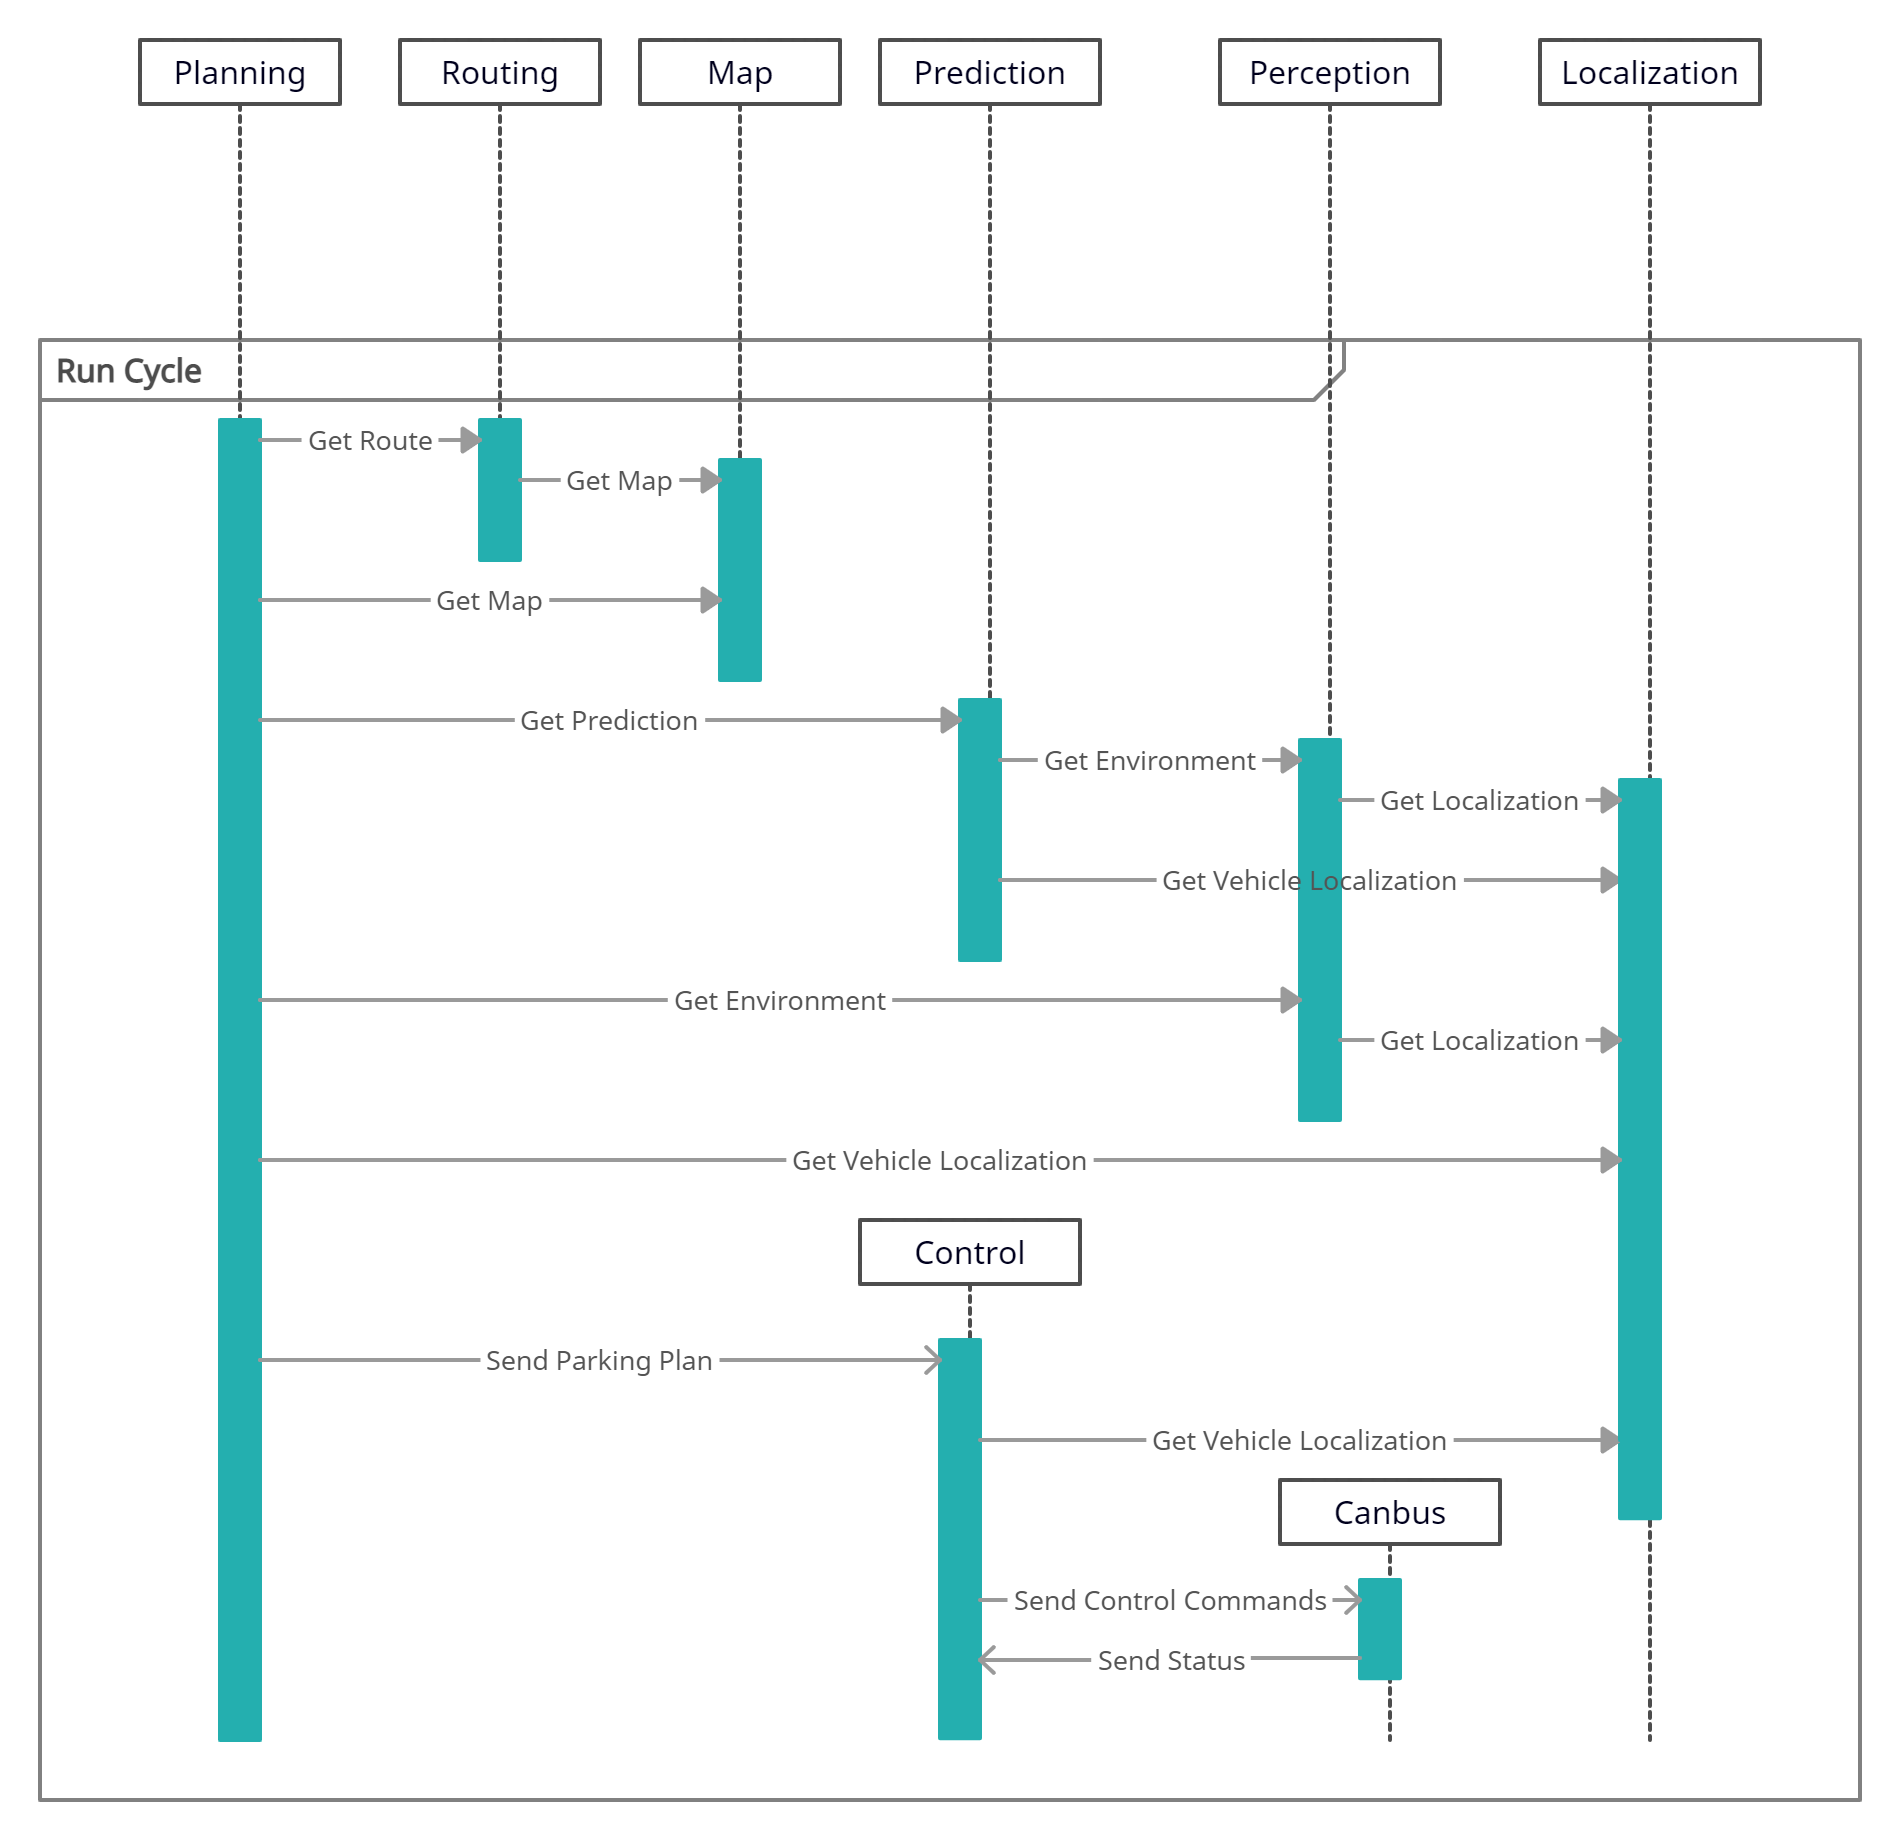 Planning
Routing
Map
Prediction
Perception
Localization
Run Cycle
Get Route
Get Map
Get Map
Get Prediction
Get Environment
Get Localization
Get Vehicle Localization
Get Environment
Get Localization
Get Vehicle Localization
Control
Send Parking Plan
Get Vehicle Localization
Canbus
Send Control Commands
Send Status